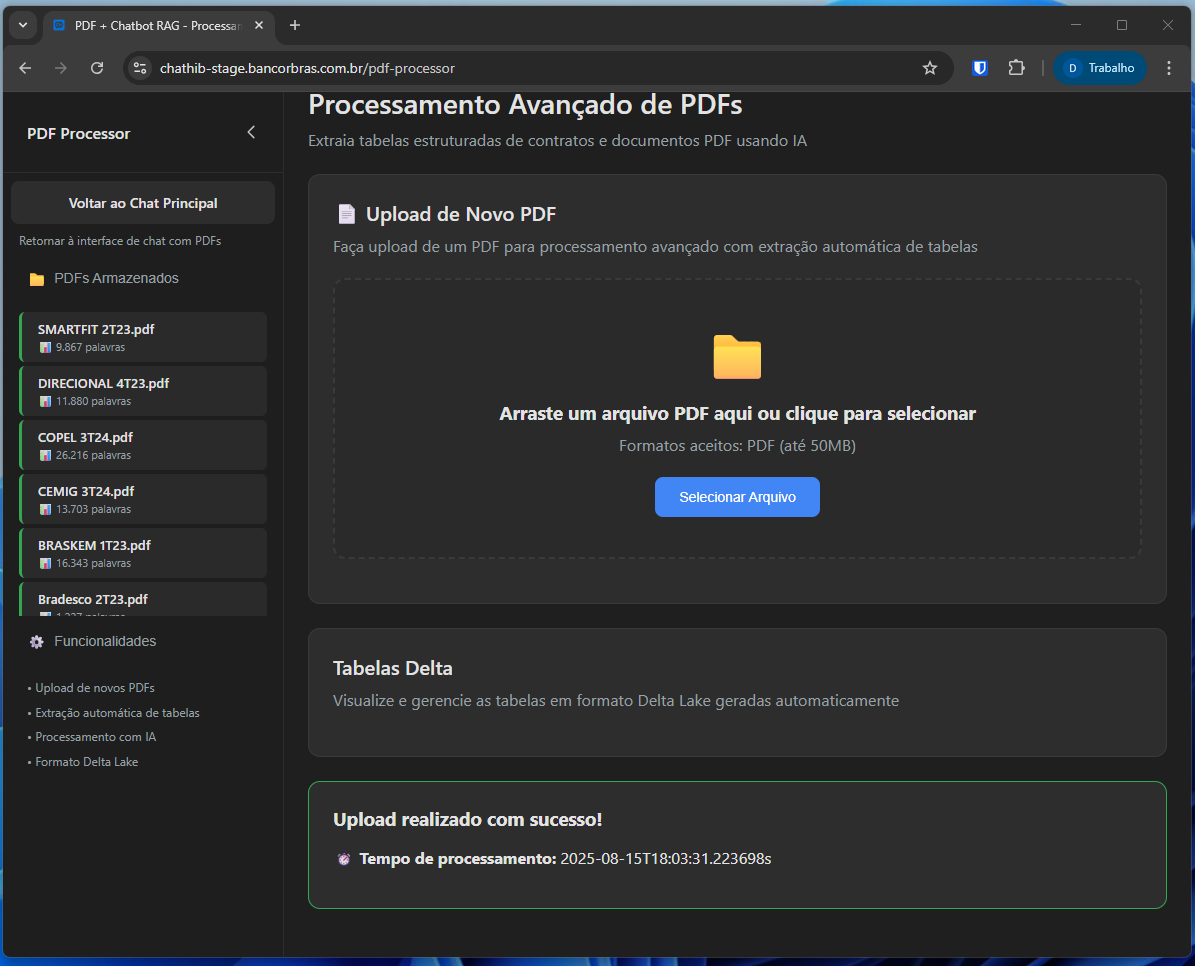 PDF + Chatbot RAG - Processan
chathib-stage.bancorbras.com.br/pdf-processor
D Trabalho
PDF Processor
Voltar ao Chat Principal
Retornar à interface de chat com PDFs
PDFs Armazenados
SMARTFIT 2T23.pdf
9.867 palavras
DIRECIONAL 4T23.pdf
11.880 palavras
COPEL 3T24.pdf
26.216 palavras
CEMIG 3T24.pdf
13.703 palavras
BRASKEM 1T23.pdf
16.343 palavras
Bradesco 2T23.pdf
Funcionalidades
• Upload de novos PDFs
• Extração automática de tabelas
• Processamento com IA
• Formato Delta Lake
Processamento Avançado de PDFs
Extraia tabelas estruturadas de contratos e documentos PDF usando IA
Upload de Novo PDF
Faça upload de um PDF para processamento avançado com extração automática de tabelas
Arraste um arquivo PDF aqui ou clique para selecionar
Formatos aceitos: PDF (até 50MB)
Selecionar Arquivo
Tabelas Delta
Visualize e gerencie as tabelas em formato Delta Lake geradas automaticamente
Upload realizado com sucesso!
Tempo de processamento: 2025-08-15T18:03:31.223698s